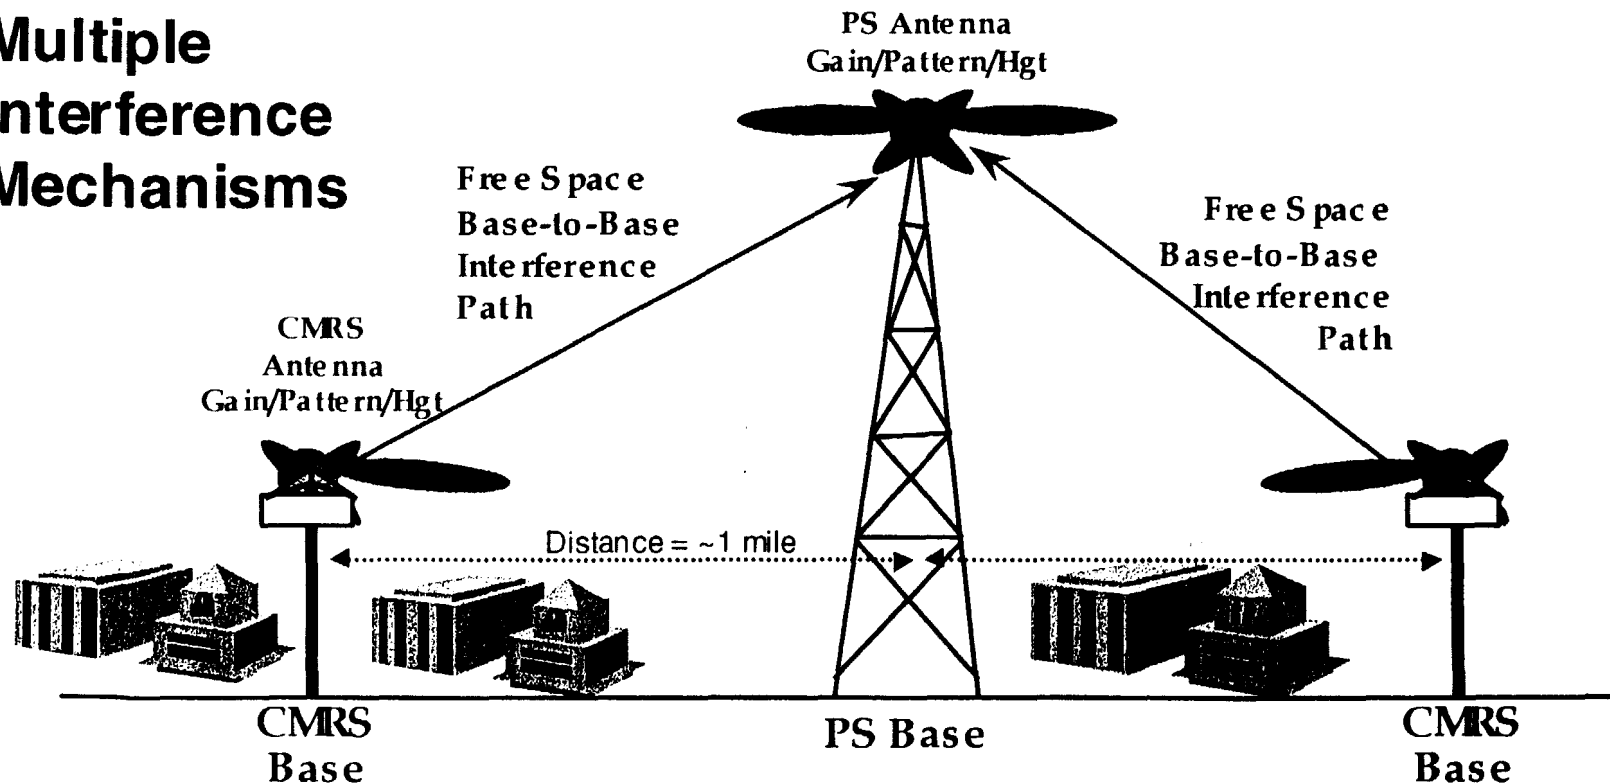 Multiple
Interference
Mechanisms
PS Antenna
Gain/Pattern/Hgt
Free Space
Base-to-Base
Interference
Path
Free Space
Base-to-Base
Interference
Path
CMRS
Antenna
Gain/Pattern/Hgt
Distance = ~1 mile
CMRS
Base
PS Base
CMRS
Base